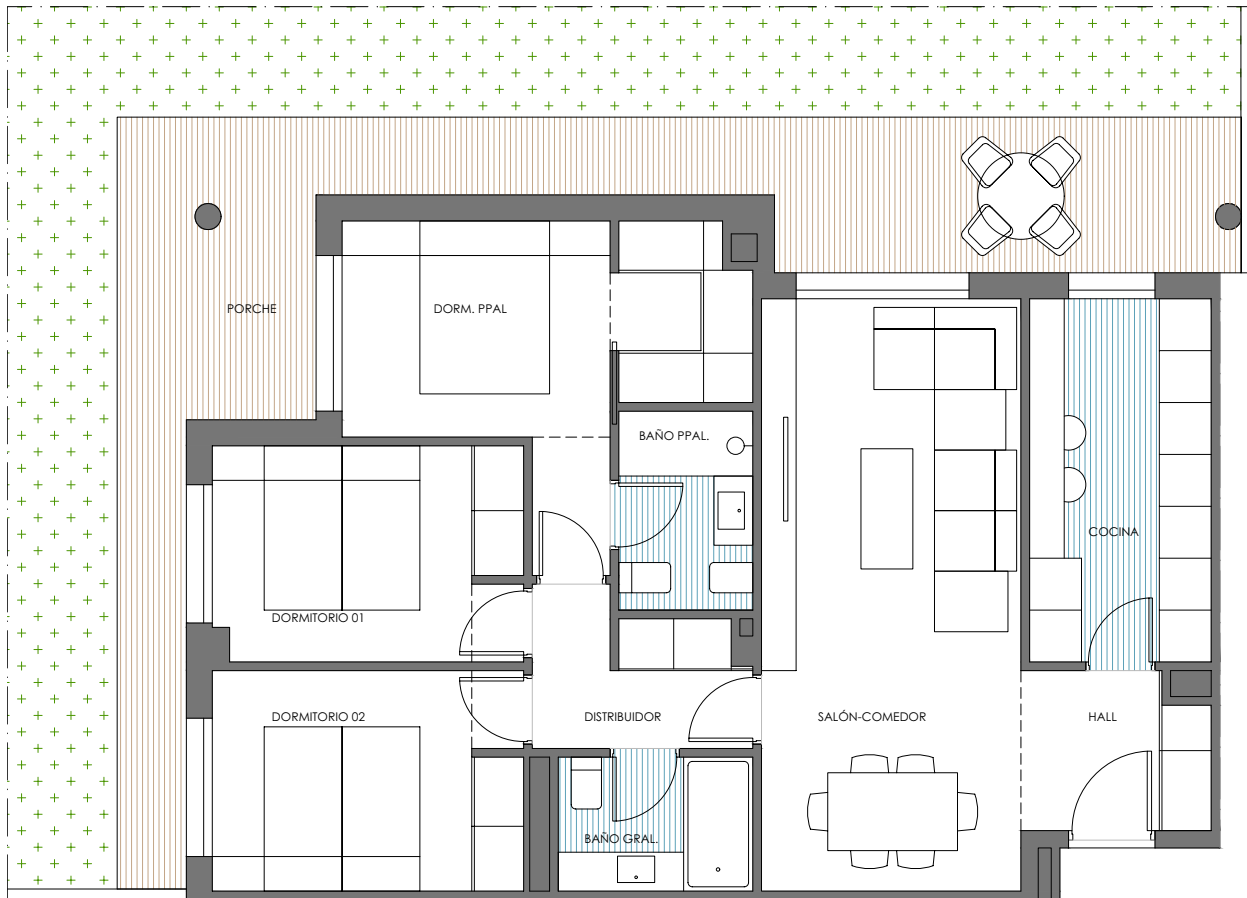 PORCHE
DORM. PPAL
BAÑO PPAL.
COCINA
DORMITORIO 01
DORMITORIO 02
DISTRIBUIDOR
SALÓN-COMEDOR
HALL
BAÑO GRAL.